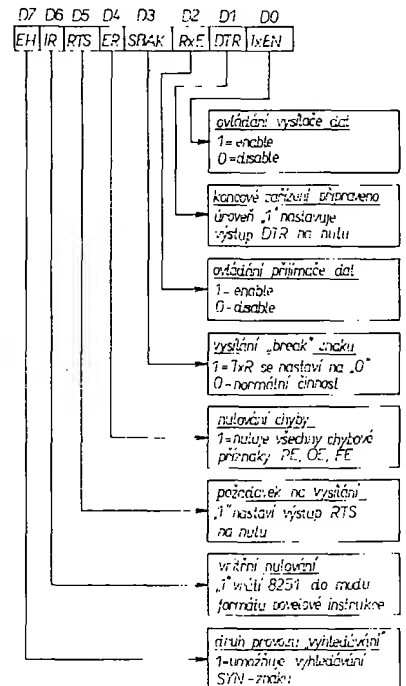 D7 D6 D5 D4 D3 D2 D1 D0
EH IR RTS ER SBAK RxE DTR TxEN
ovládání vysílače dat
1=enable
0=disable
koncové zařízení připraveno
úroveň „1" nastavuje
výstup DTR na nulu
ovládání přijímače dat
1-enable
0-disable
vysílání „break" znaku
1=TxR se nastaví na „0"
0-normální činnost
nulování chyby
1=nuluje všechny chybové
příznaky PE, OE, FE
požadavek na vysílání
„1" nastaví výstup RTS
na nulu
vnitřní nulování
„1" vrátí 8251 do modu
formátu povelové instrukce
druh provozu „vyhledávání"
1=umožňuje vyhledávání
SYN-znaku